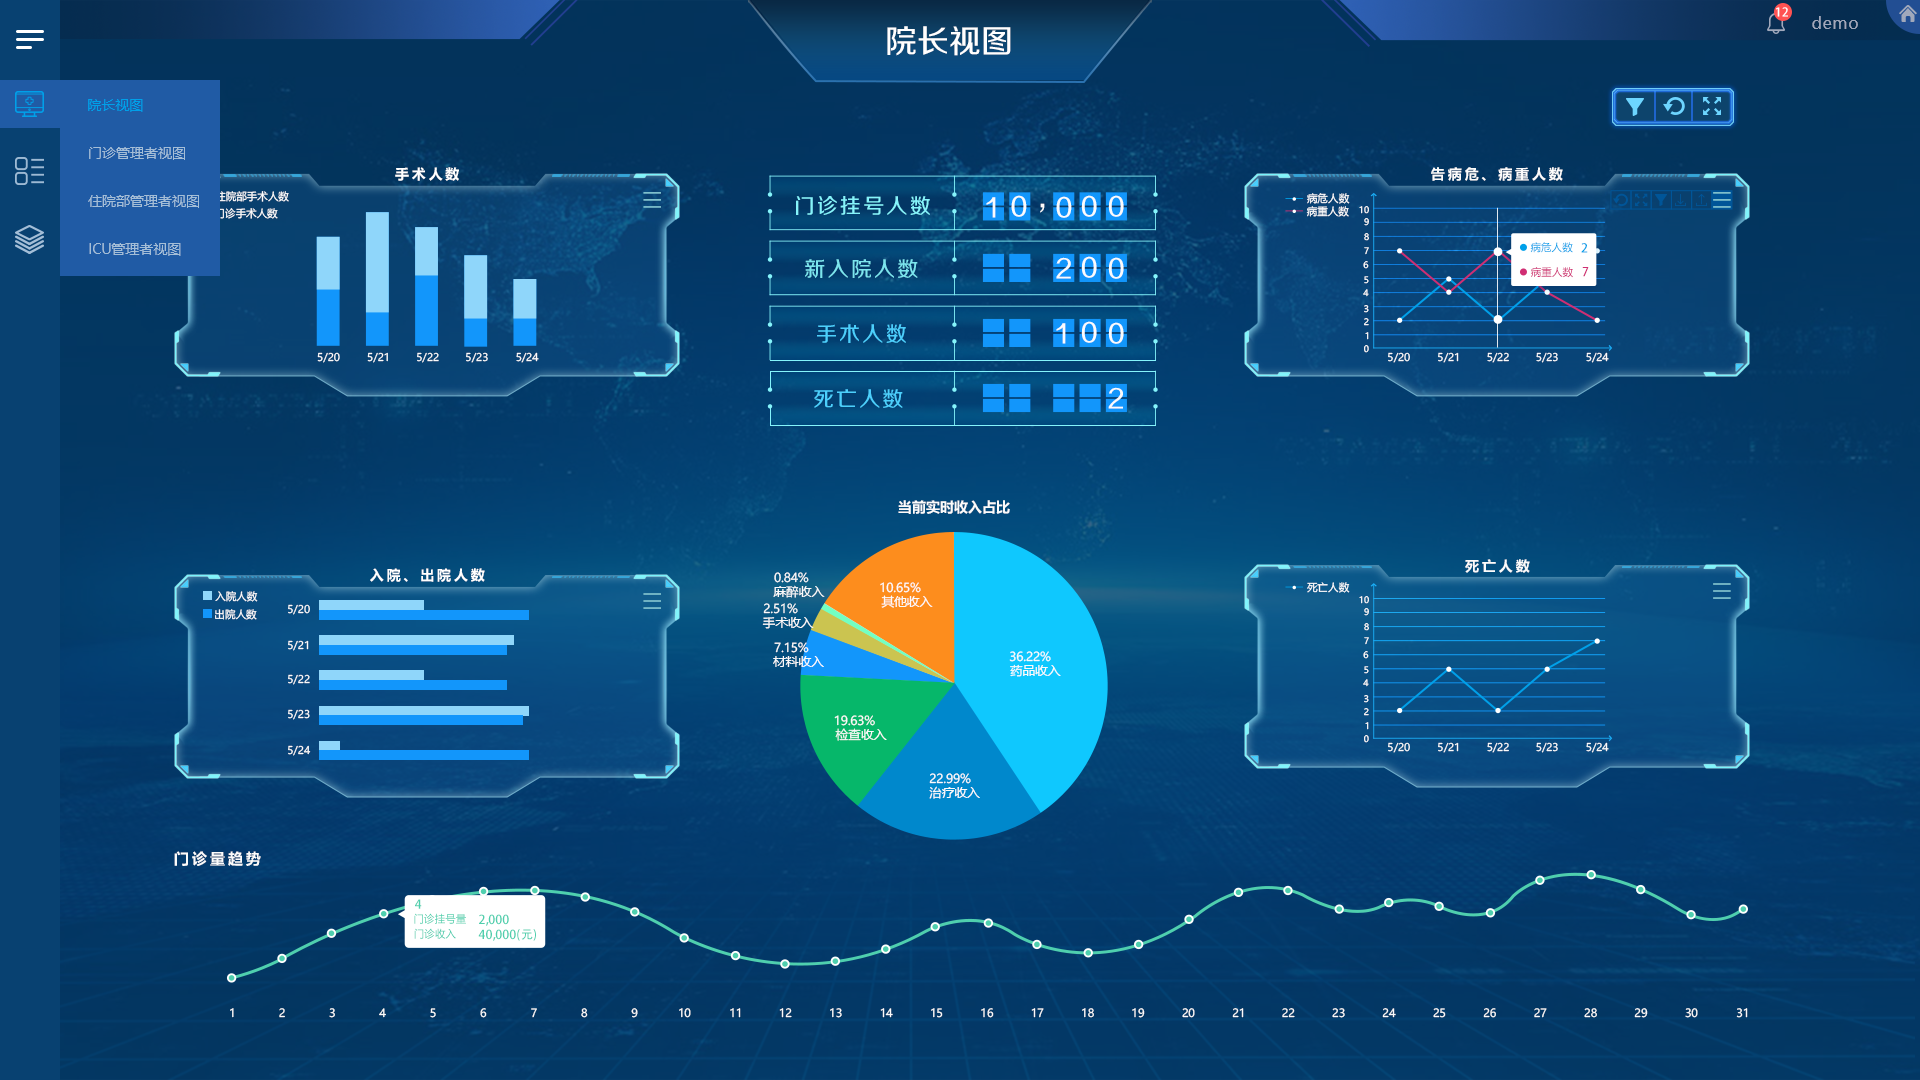 院长视图
12
demo
院长视图
门诊管理者视图
住院部管理者视图
ICU管理者视图
手术人数
住院部手术人数
门诊手术人数
5/20 5/21 5/22 5/23 5/24
门诊挂号人数 10,000
新入院人数 200
手术人数 100
死亡人数 2
告病危、病重人数
病危人数
病重人数
10
9
8
7
6
5
4
3
2
1
0
病危人数 2
病重人数 7
5/20 5/21 5/22 5/23 5/24
入院、出院人数
入院人数
出院人数
5/20
5/21
5/22
5/23
5/24
当前实时收入占比
0.84%
麻醉收入
2.51%
手术收入
7.15%
材料收入
10.65%
其他收入
36.22%
药品收入
19.63%
检查收入
22.99%
治疗收入
死亡人数
死亡人数
10
9
8
7
6
5
4
3
2
1
0
5/20 5/21 5/22 5/23 5/24
门诊量趋势
4
门诊挂号量 2,000
门诊收入 40,000(元)
1 2 3 4 5 6 7 8 9 10 11 12 13 14 15 16 17 18 19 20 21 22 23 24 25 26 27 28 29 30 31